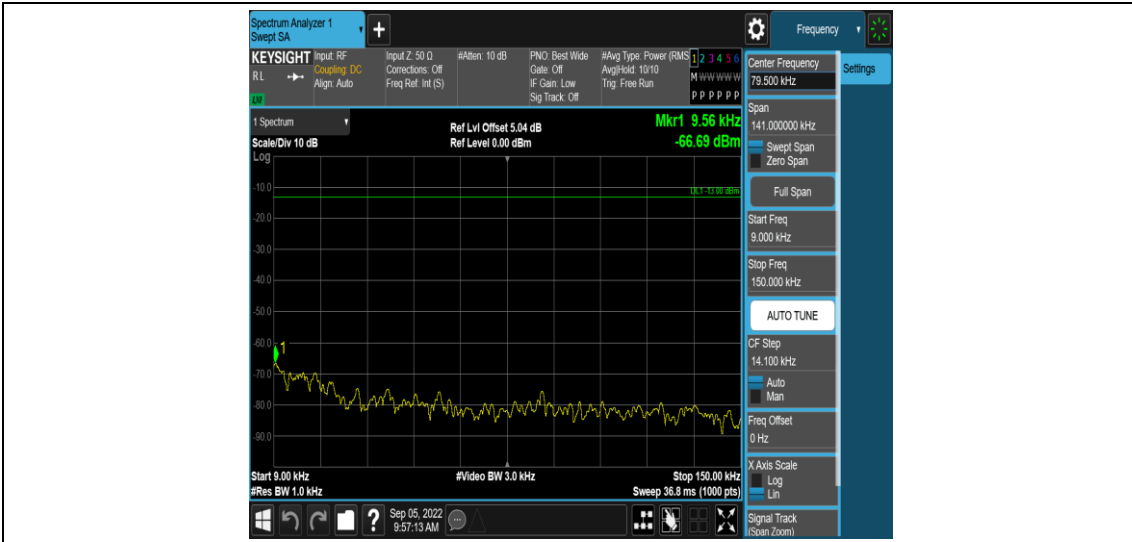 Spectrum Analyzer 1
Swept SA
+
Frequency
KEYSIGHT
RL
LXI
Input: RF
Coupling: DC
Align: Auto
Input Z: 50 Ω
Corrections: Off
Freq Ref: Int (S)
#Atten: 10 dB
PNO: Best Wide
Gate: Off
IF Gain: Low
Sig Track: Off
#Avg Type: Power (RMS
Avg|Hold: 10/10
Trig: Free Run
1 2 3 4 5 6
M W W W W W
P P P P P P
1 Spectrum
Scale/Div 10 dB
Ref Lvl Offset 5.04 dB
Ref Level 0.00 dBm
Mkr1 9.56 kHz
-66.69 dBm
Log
DL1 -13.00 dBm
-10.0
-20.0
-30.0
-40.0
-50.0
-60.0
1
-70.0
-80.0
-90.0
Start 9.00 kHz
#Res BW 1.0 kHz
#Video BW 3.0 kHz
Stop 150.00 kHz
Sweep 36.8 ms (1000 pts)
Center Frequency
79.500 kHz
Settings
Span
141.000000 kHz
Swept Span
Zero Span
Full Span
Start Freq
9.000 kHz
Stop Freq
150.000 kHz
AUTO TUNE
CF Step
14.100 kHz
Auto
Man
Freq Offset
0 Hz
X Axis Scale
Log
Lin
Signal Track
(Span Zoom)
?
Sep 05, 2022
9:57:13 AM